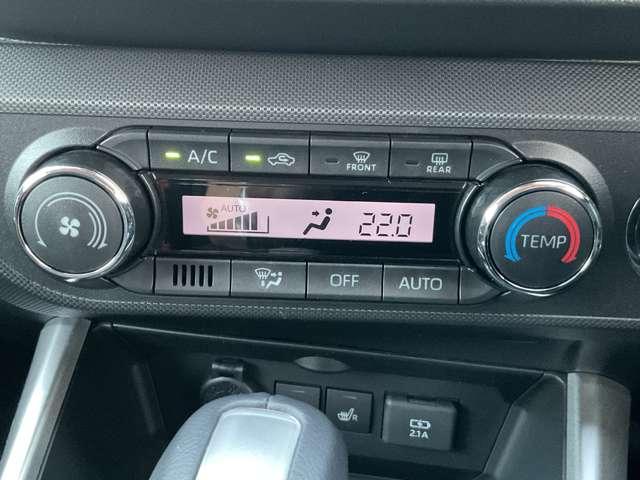 A/C
FRONT
REAR
AUTO
22.0
TEMP
OFF
AUTO
R
2.1A